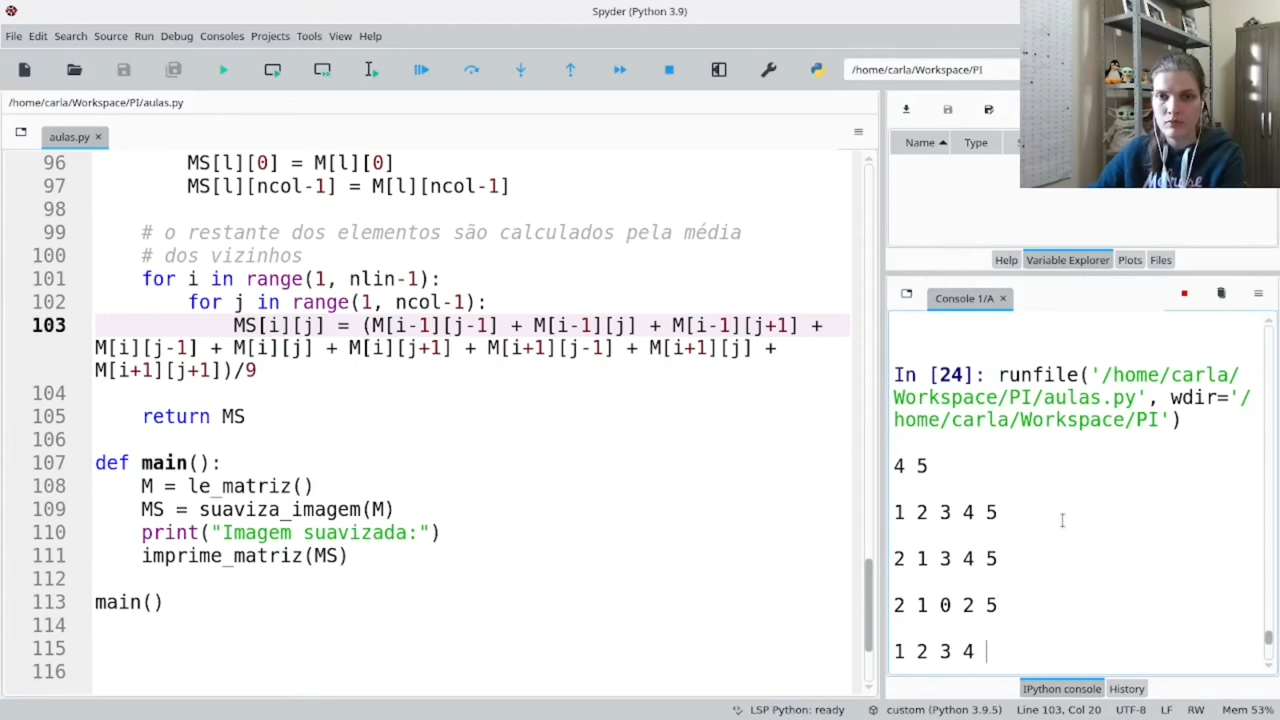 Spyder (Python 3.9)
File Edit Search Source Run Debug Consoles Projects Tools View Help
/home/carla/Workspace/PI
/home/carla/Workspace/PI/aulas.py
aulas.py
96 MS[l][0] = M[l][0]
97 MS[l][ncol-1] = M[l][ncol-1]
98
99 # o restante dos elementos são calculados pela média
100 # dos vizinhos
101 for i in range(1, nlin-1):
102 for j in range(1, ncol-1):
103 MS[i][j] = (M[i-1][j-1] + M[i-1][j] + M[i-1][j+1] +
M[i][j-1] + M[i][j] + M[i][j+1] + M[i+1][j-1] + M[i+1][j] +
M[i+1][j+1])/9
104
105 return MS
106
107 def main():
108 M = le_matriz()
109 MS = suaviza_imagem(M)
110 print("Imagem suavizada:")
111 imprime_matriz(MS)
112
113 main()
114
115
116
Name Type
Help Variable Explorer Plots Files
Console 1/A
In [24]: runfile('/home/carla/
Workspace/PI/aulas.py', wdir='/
home/carla/Workspace/PI')
4 5
1 2 3 4 5
2 1 3 4 5
2 1 0 2 5
1 2 3 4
IPython console History
LSP Python: ready custom (Python 3.9.5) Line 103, Col 20 UTF-8 LF RW Mem 53%